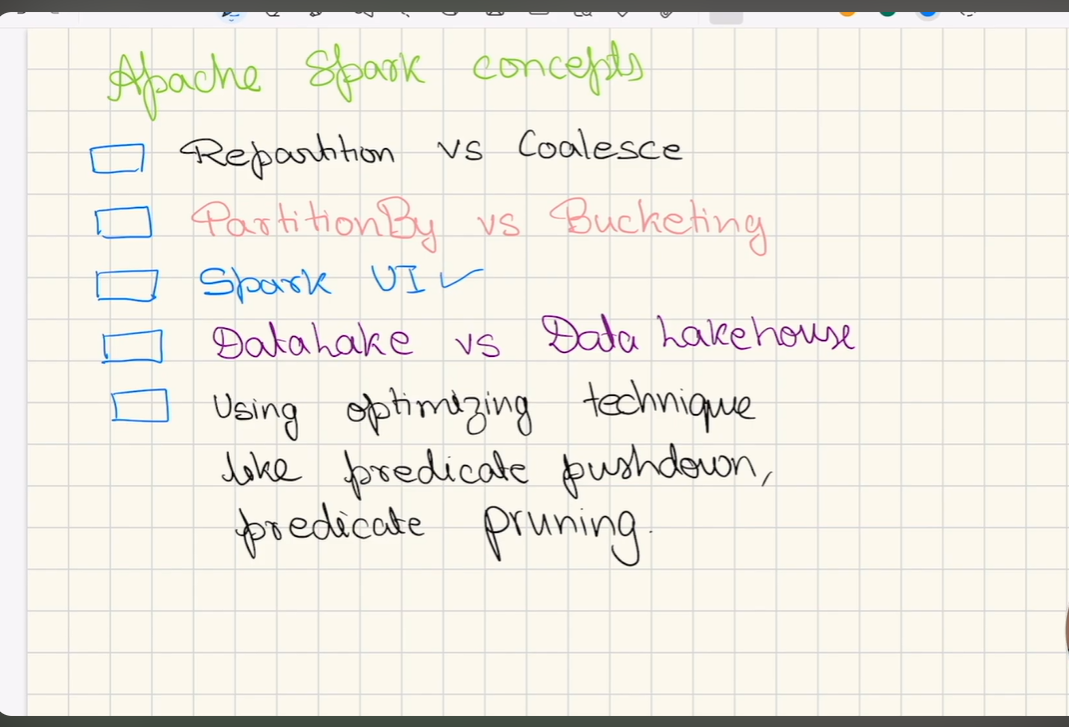 Apache Spark concepts
Repartition vs Coalesce
PartitionBy vs Bucketing
Spark UI ✓
DataLake vs Data Lakehouse
Using optimizing technique
like predicate pushdown,
predicate pruning.